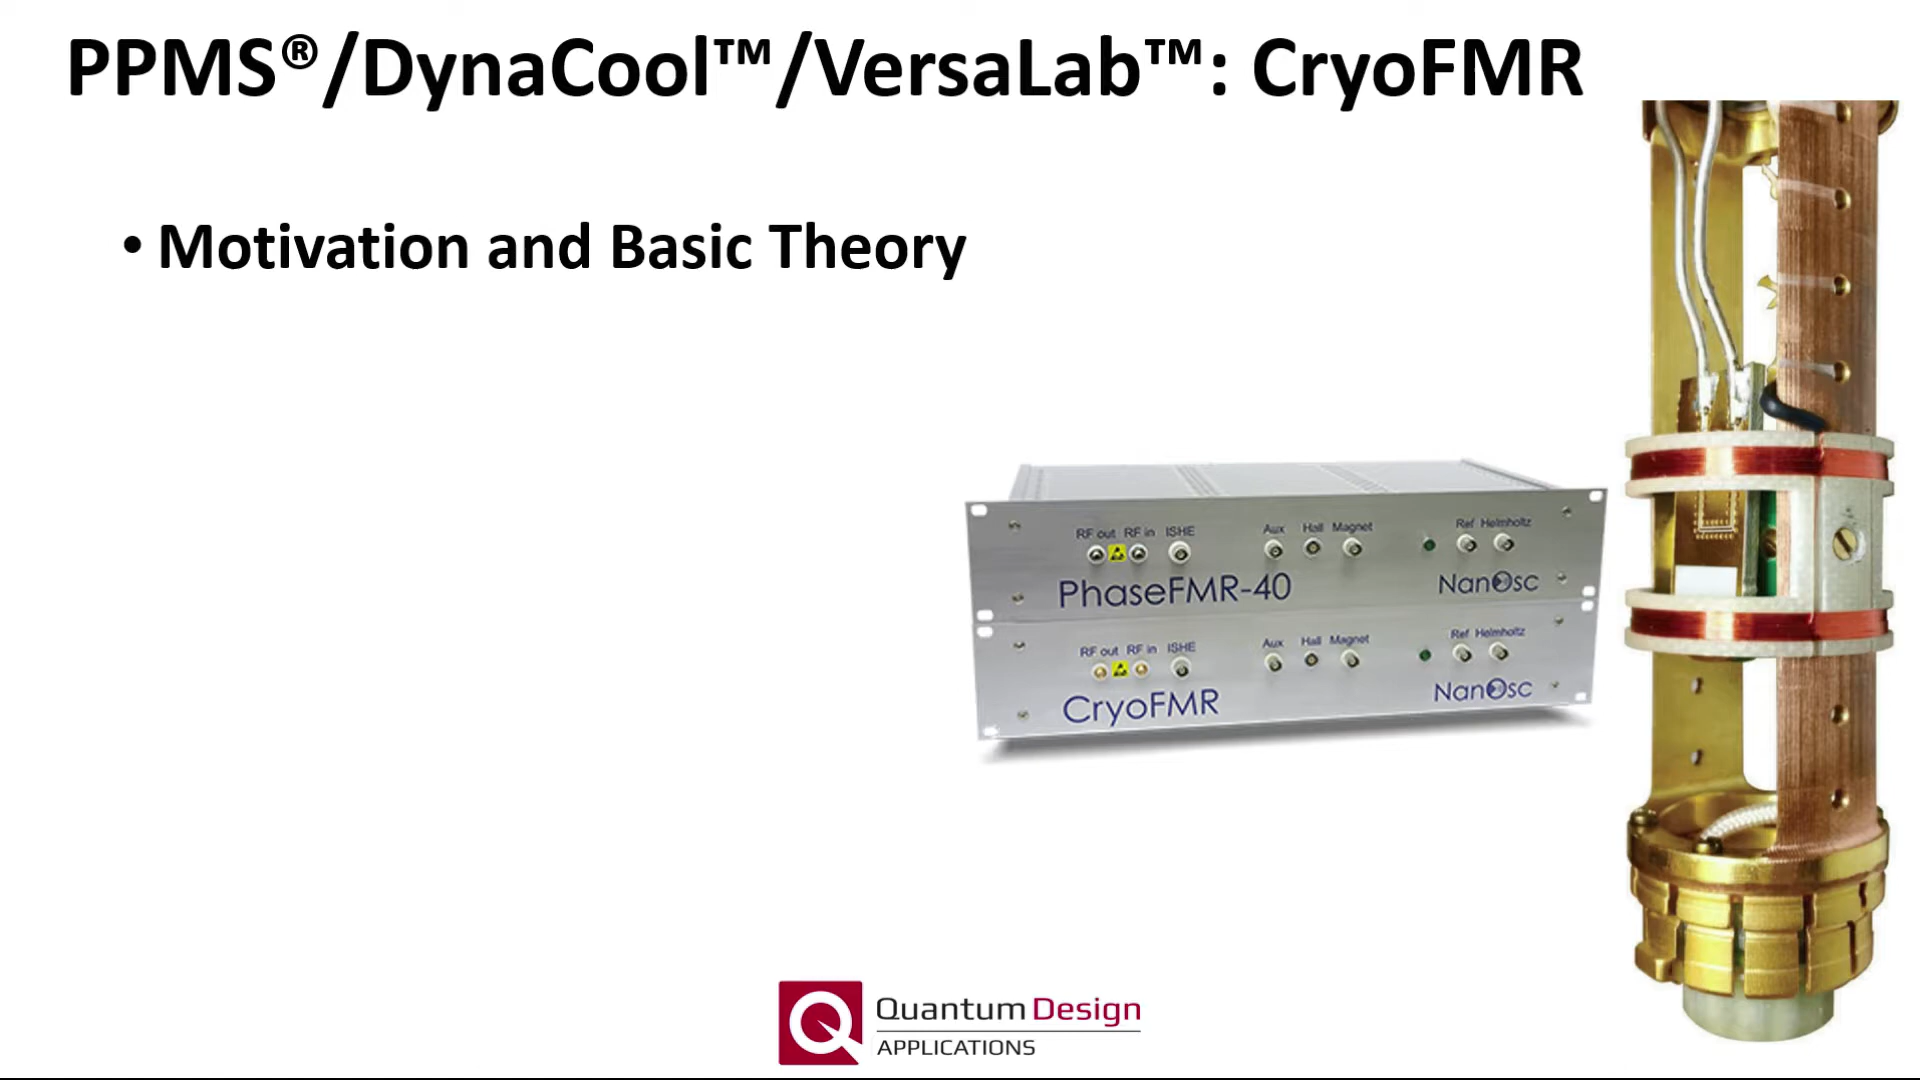 PPMS®/DynaCool™/VersaLab™: CryoFMR
• Motivation and Basic Theory
RF out RF in ISHE Aux Hall Magnet Ref Helmholtz
PhaseFMR-40 NanOsc
RF out RF in ISHE Aux Hall Magnet Ref Helmholtz
CryoFMR NanOsc
Quantum Design
APPLICATIONS